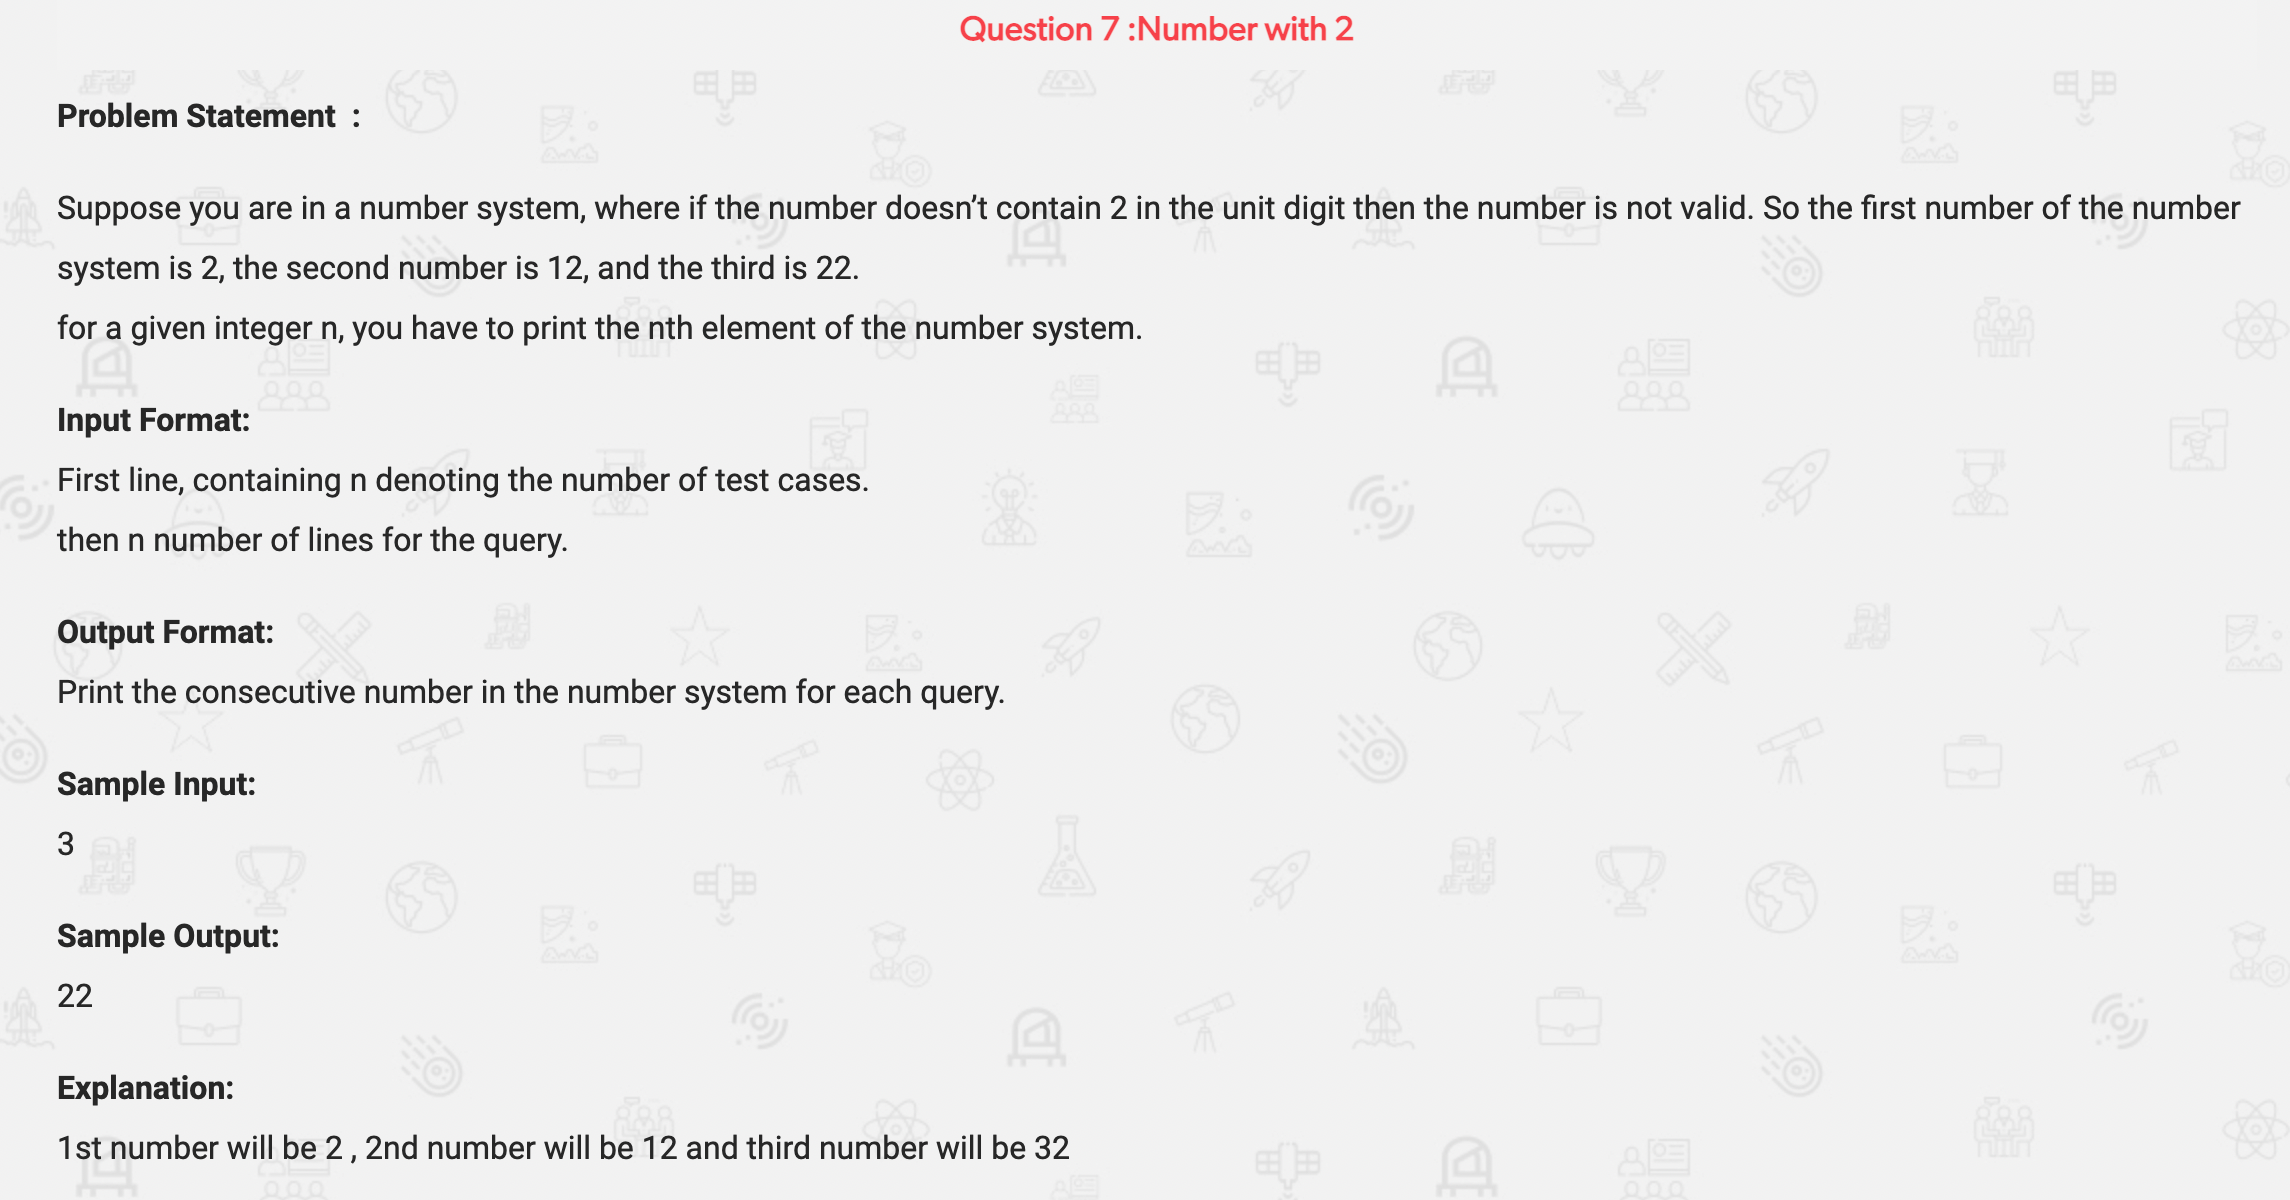 Question 7 :Number with 2
Problem Statement  :
Suppose you are in a number system, where if the number doesn’t contain 2 in the unit digit then the number is not valid. So the first number of the number
system is 2, the second number is 12, and the third is 22.
for a given integer n, you have to print the nth element of the number system.
Input Format:
First line, containing n denoting the number of test cases.
then n number of lines for the query.
Output Format:
Print the consecutive number in the number system for each query.
Sample Input:
3
Sample Output:
22
Explanation:
1st number will be 2 , 2nd number will be 12 and third number will be 32